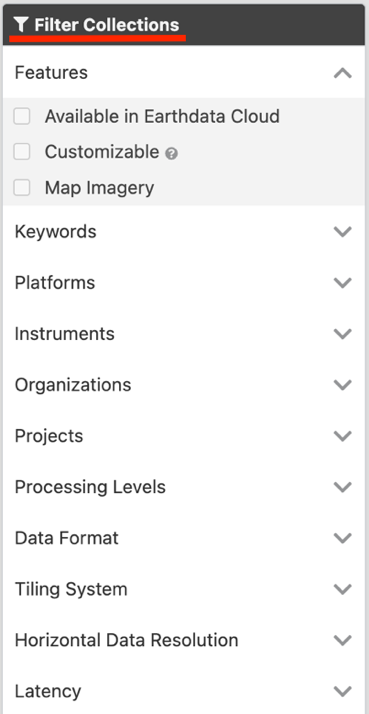 Filter Collections
Features
Available in Earthdata Cloud
Customizable ?
Map Imagery
Keywords
Platforms
Instruments
Organizations
Projects
Processing Levels
Data Format
Tiling System
Horizontal Data Resolution
Latency